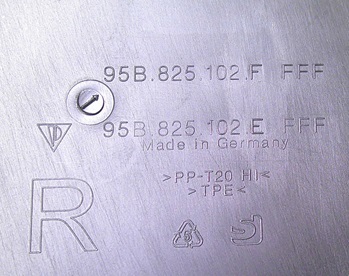 95B.825.102.F FFF
95B.825.102.E FFF
Made in Germany
>PP-T20 HI<
>TPE<
R